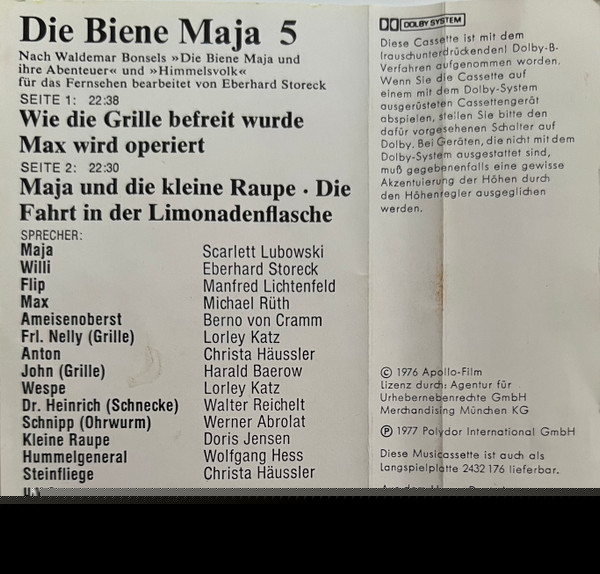 Die Biene Maja 5
Nach Waldemar Bonsels »Die Biene Maja und
ihre Abenteuer« und »Himmelsvolk«
für das Fernsehen bearbeitet von Eberhard Storeck
SEITE 1: 22:38
Wie die Grille befreit wurde
Max wird operiert
SEITE 2: 22:30
Maja und die kleine Raupe · Die
Fahrt in der Limonadenflasche
SPRECHER:
Maja Scarlett Lubowski
Willi Eberhard Storeck
Flip Manfred Lichtenfeld
Max Michael Rüth
Ameisenoberst Berno von Cramm
Frl. Nelly (Grille) Lorley Katz
Anton Christa Häussler
John (Grille) Harald Baerow
Wespe Lorley Katz
Dr. Heinrich (Schnecke) Walter Reichelt
Schnipp (Ohrwurm) Werner Abrolat
Kleine Raupe Doris Jensen
Hummelgeneral Wolfgang Hess
Steinfliege Christa Häussler
DOLBY SYSTEM
Diese Cassette ist mit dem
(rauschunterdrückenden) Dolby-B-
Verfahren aufgenommen worden.
Wenn Sie die Cassette auf
einem mit dem Dolby-System
ausgerüsteten Cassettengerät
abspielen, stellen Sie bitte den
dafür vorgesehenen Schalter auf
Dolby. Bei Geräten, die nicht mit dem
Dolby-System ausgestattet sind,
muß gegebenenfalls eine gewisse
Akzentuierung der Höhen durch
den Höhenregler ausgeglichen
werden.
© 1976 Apollo-Film
Lizenz durch: Agentur für
Urhebernebenrechte GmbH
Merchandising München KG
℗ 1977 Polydor International GmbH
Diese Musicassette ist auch als
Langspielplatte 2432 176 lieferbar.